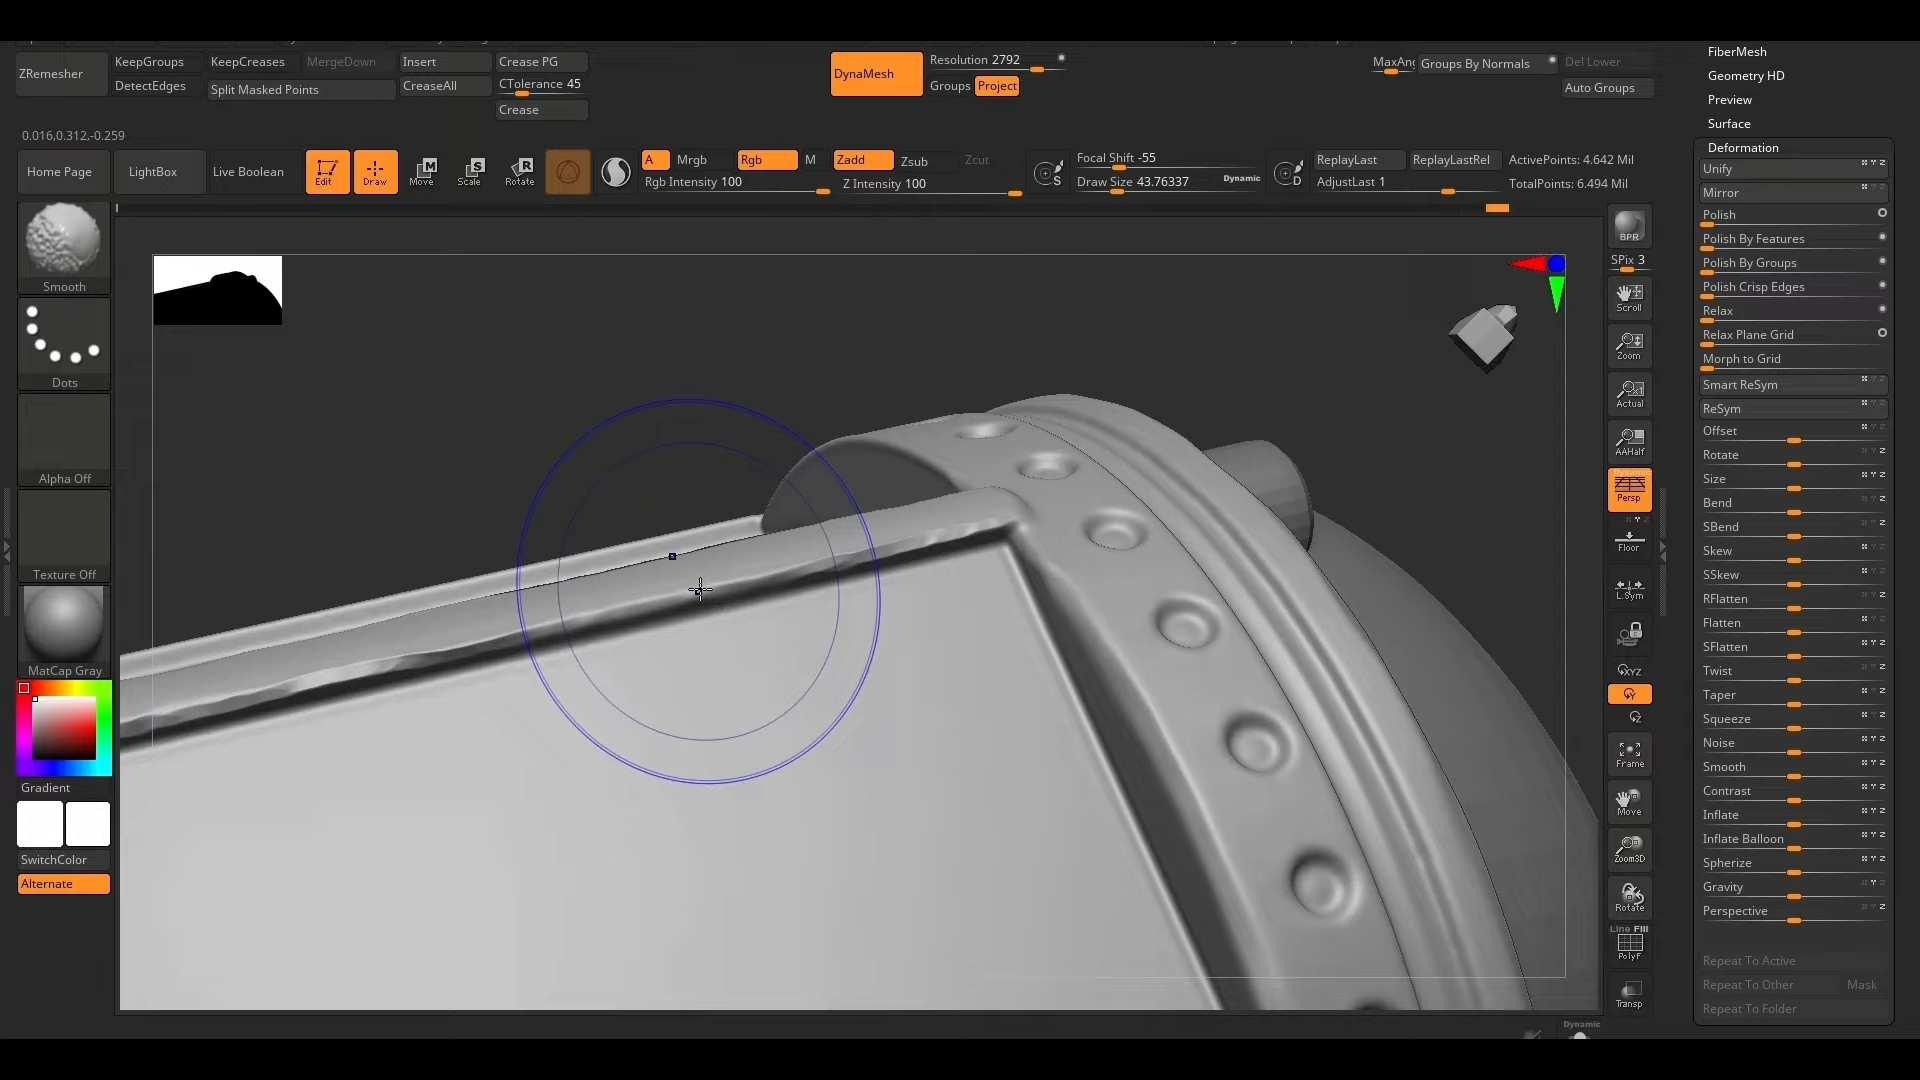 ZRemesher
KeepGroups
KeepCreases
MergeDown
Insert
Crease PG
DetectEdges
Split Masked Points
CreaseAll
CTolerance 45
Crease
DynaMesh
Resolution 2792
Groups
Project
MaxAng
Groups By Normals
Del Lower
Auto Groups
0.016,0.312,-0.259
Home Page
LightBox
Live Boolean
Edit
Draw
Move
Scale
Rotate
A
Mrgb
Rgb
M
Zadd
Zsub
Zcut
Rgb Intensity 100
Z Intensity 100
Focal Shift -55
Draw Size 43.76337
Dynamic
ReplayLast
ReplayLastRel
AdjustLast 1
ActivePoints: 4.642 Mil
TotalPoints: 6.494 Mil
Smooth
Dots
Alpha Off
Texture Off
MatCap Gray
Gradient
SwitchColor
Alternate
BPR
SPix 3
Scroll
Zoom
Actual
AAHalf
Dynamic
Persp
Floor
L.Sym
XYZ
Y
Z
Frame
Move
Zoom3D
Rotate
Line Fill
PolyF
Transp
Dynamic
FiberMesh
Geometry HD
Preview
Surface
Deformation
Unify
Mirror
Polish
Polish By Features
Polish By Groups
Polish Crisp Edges
Relax
Relax Plane Grid
Morph to Grid
Smart ReSym
ReSym
Offset
Rotate
Size
Bend
SBend
Skew
SSkew
RFlatten
Flatten
SFlatten
Twist
Taper
Squeeze
Noise
Smooth
Contrast
Inflate
Inflate Balloon
Spherize
Gravity
Perspective
Repeat To Active
Repeat To Other
Mask
Repeat To Folder